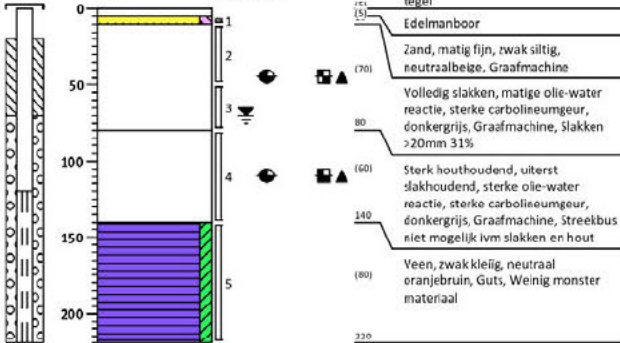 0
50
100
150
200
1
2
3
4
5
tegel
(5)
Edelmanboor
Zand, matig fijn, zwak siltig,
neutraalbeige, Graafmachine
(70)
Volledig slakken, matige olie-water
reactie, sterke carbolineumgeur,
donkergrijs, Graafmachine, Slakken
>20mm 31%
80
(60)
Sterk houthoudend, uiterst
slakhoudend, sterke olie-water
reactie, sterke carbolineumgeur,
donkergrijs, Graafmachine, Streekbus
niet mogelijk ivm slakken en hout
140
Veen, zwak kleiïg, neutraal
oranjebruin, Guts, Weinig monster
materiaal
(80)
220